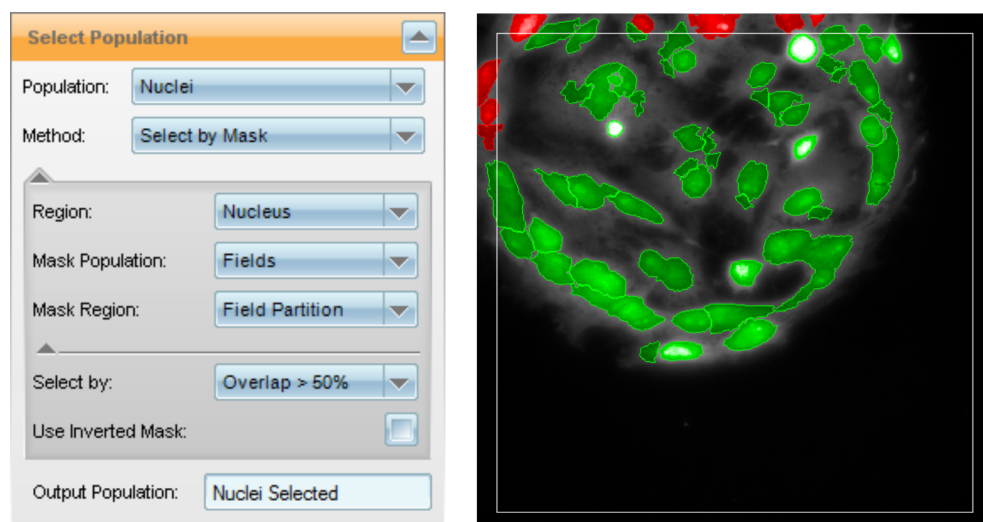 Select Population
Population: Nuclei
Method: Select by Mask
Region: Nucleus
Mask Population: Fields
Mask Region: Field Partition
Select by: Overlap > 50%
Use Inverted Mask:
Output Population: Nuclei Selected